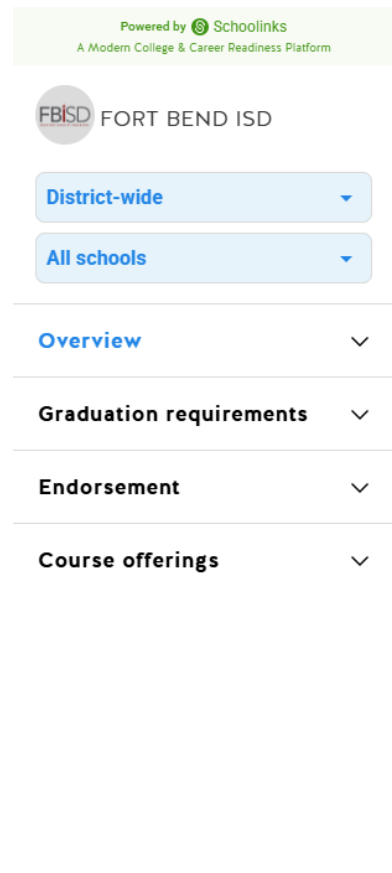 Powered by Schoolinks
A Modern College & Career Readiness Platform
FBISD FORT BEND ISD
District-wide
All schools
Overview
Graduation requirements
Endorsement
Course offerings